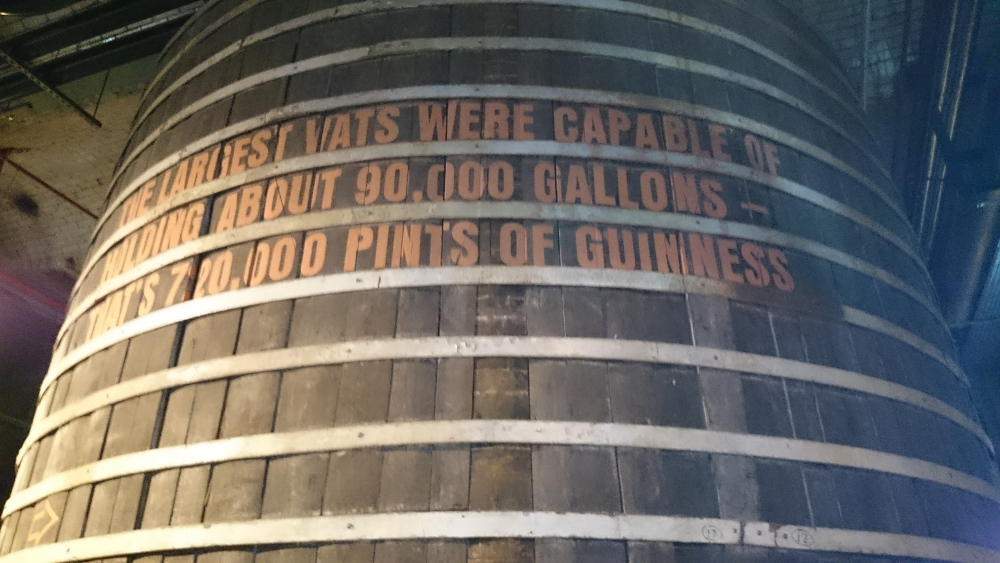 THE LARGEST VATS WERE CAPABLE OF
HOLDING ABOUT 90,000 GALLONS –
THAT'S 720,000 PINTS OF GUINNESS